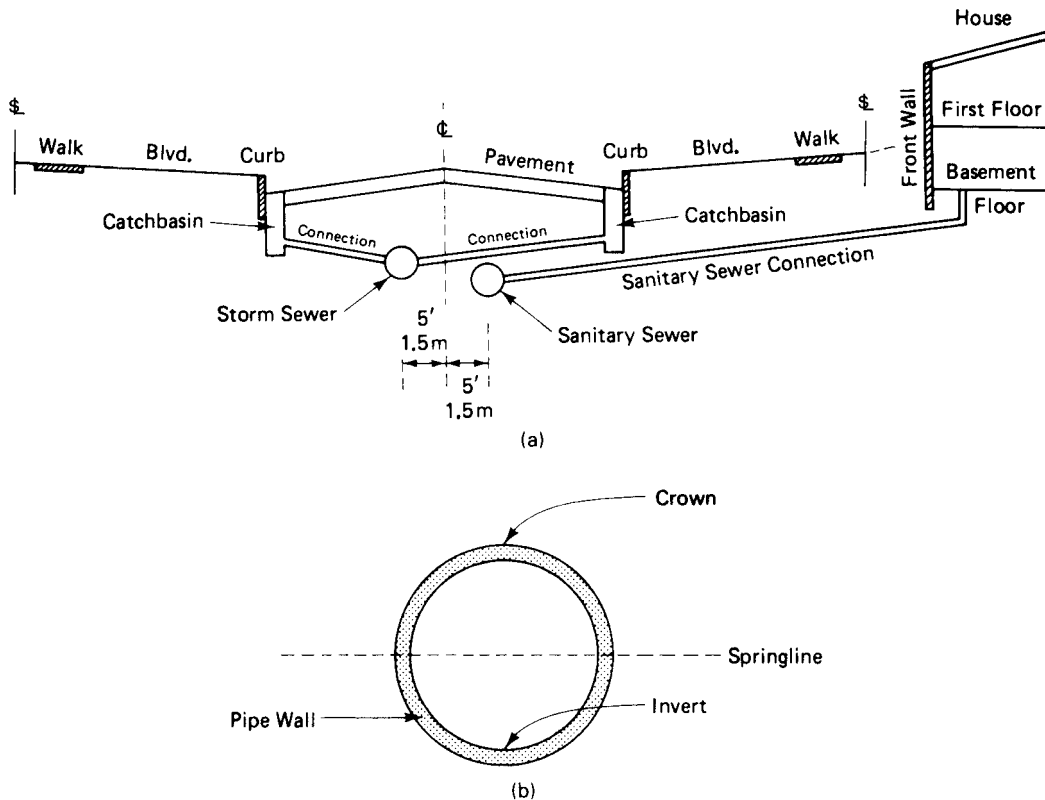 House
Front Wall
First Floor
Basement
Floor
℄
Walk
Blvd.
Curb
℄
Pavement
Curb
Blvd.
Walk
Catchbasin
Connection
Connection
Catchbasin
Sanitary Sewer Connection
Storm Sewer
Sanitary Sewer
5′
1.5m
5′
1.5m
(a)
Crown
Springline
Pipe Wall
Invert
(b)